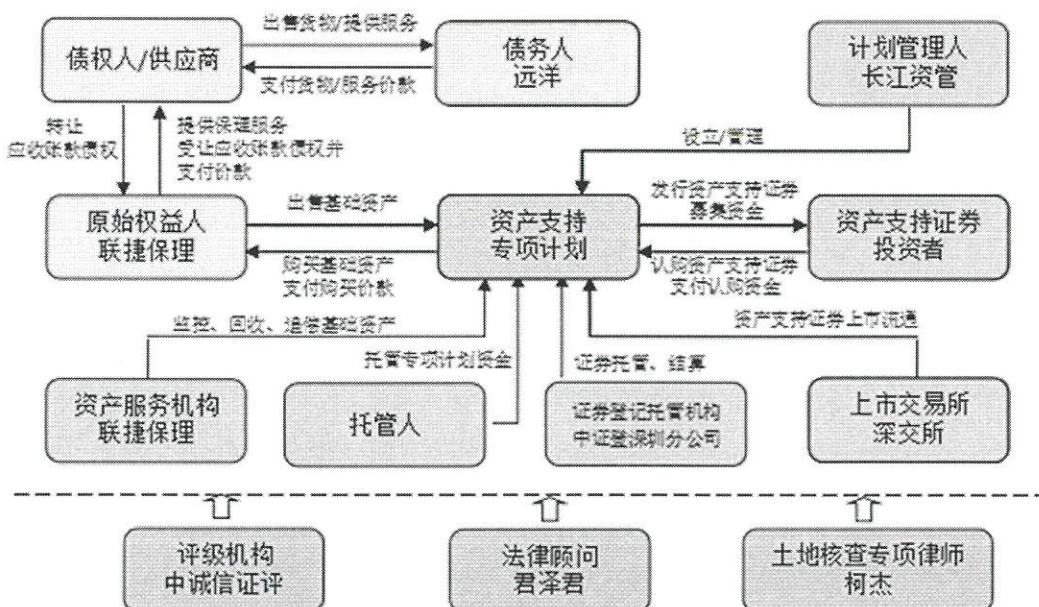 出售货物/提供服务
债权人/供应商
债务人
远洋
计划管理人
长江资管
支付货物/服务价款
转让
应收账款债权
提供保理服务
受让应收账款债权并
支付价款
设立/管理
原始权益人
联捷保理
出售基础资产
资产支持
专项计划
发行资产支持证券
募集资金
资产支持证券
投资者
购买基础资产
支付购买价款
认购资产支持证券
支付认购资金
监控、回收、追偿基础资产
资产支持证券上市流通
托管专项计划资金
证券托管、结算
资产服务机构
联捷保理
托管人
证券登记托管机构
中证登深圳分公司
上市交易所
深交所
评级机构
中诚信证评
法律顾问
君泽君
土地核查专项律师
柯杰